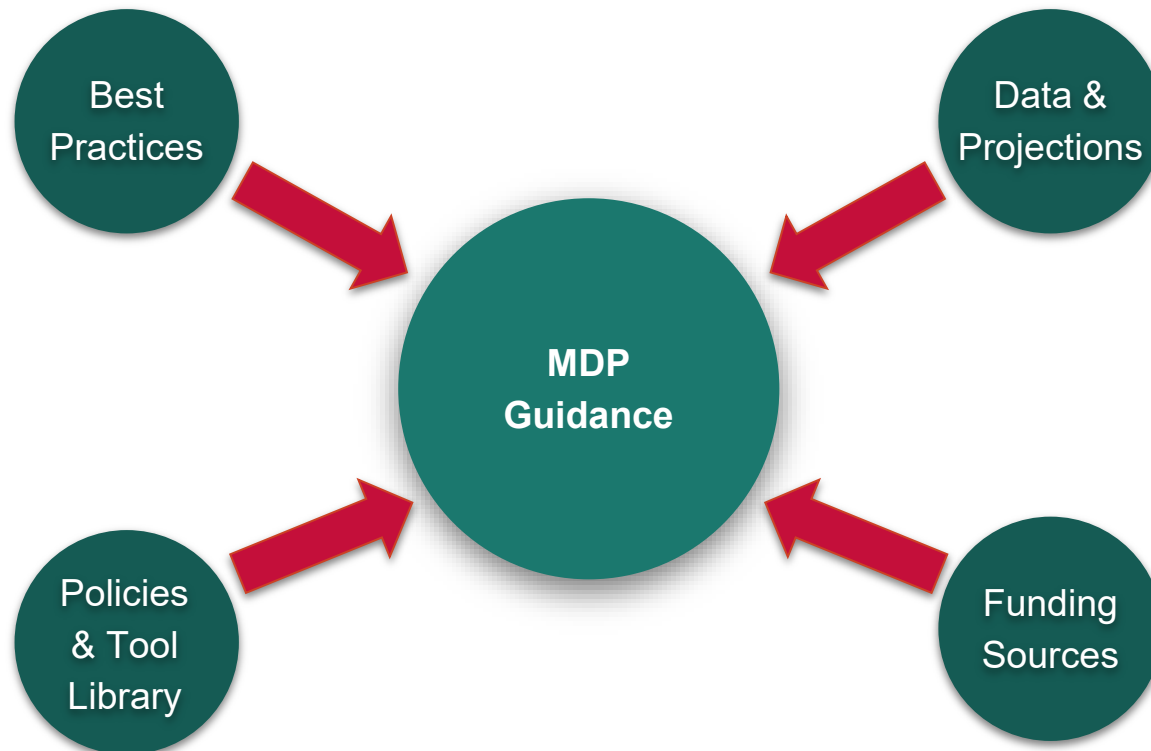 Best
Practices
Data &
Projections
MDP
Guidance
Policies
& Tool
Library
Funding
Sources